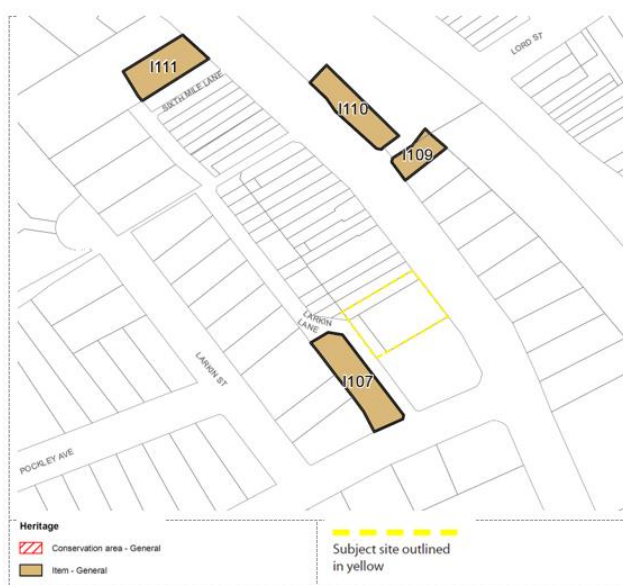 LORD ST
I111
SIXTH MILE LANE
I110
I109
LARKIN
LANE
LARKIN ST
I107
POCKLEY AVE
Heritage
Conservation area - General
Item - General
Subject site outlined
in yellow